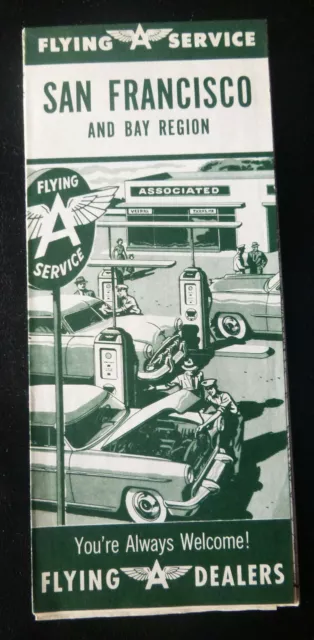 FLYING A SERVICE
SAN FRANCISCO
AND BAY REGION
FLYING
A
SERVICE
ASSOCIATED
You're Always Welcome!
FLYING A DEALERS